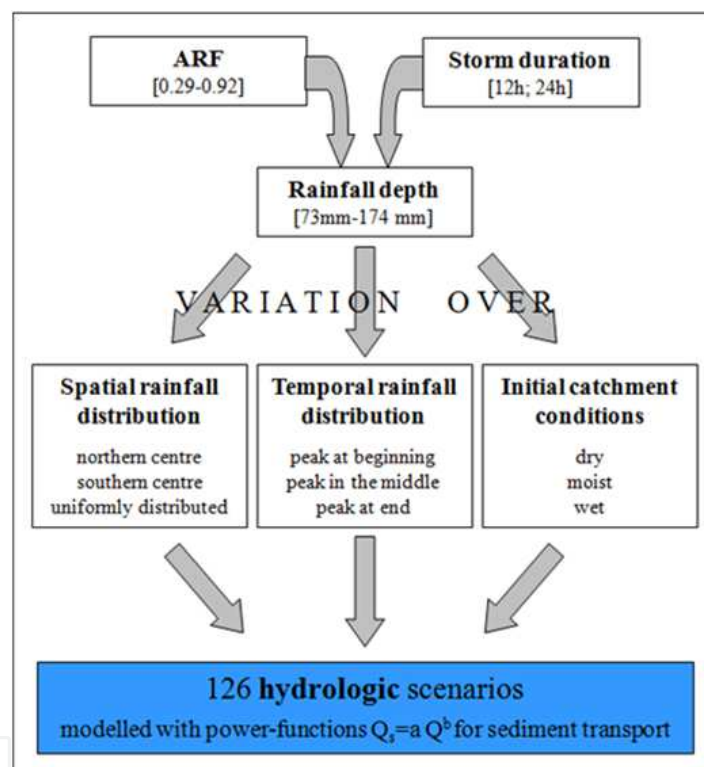 ARF
[0.29-0.92]
Storm duration
[12h; 24h]
Rainfall depth
[73mm-174 mm]
VARIATION OVER
Spatial rainfall
distribution
northern centre
southern centre
uniformly distributed
Temporal rainfall
distribution
peak at beginning
peak in the middle
peak at end
Initial catchment
conditions
dry
moist
wet
126 hydrologic scenarios
modelled with power-functions Qₛ=a Qᵇ for sediment transport